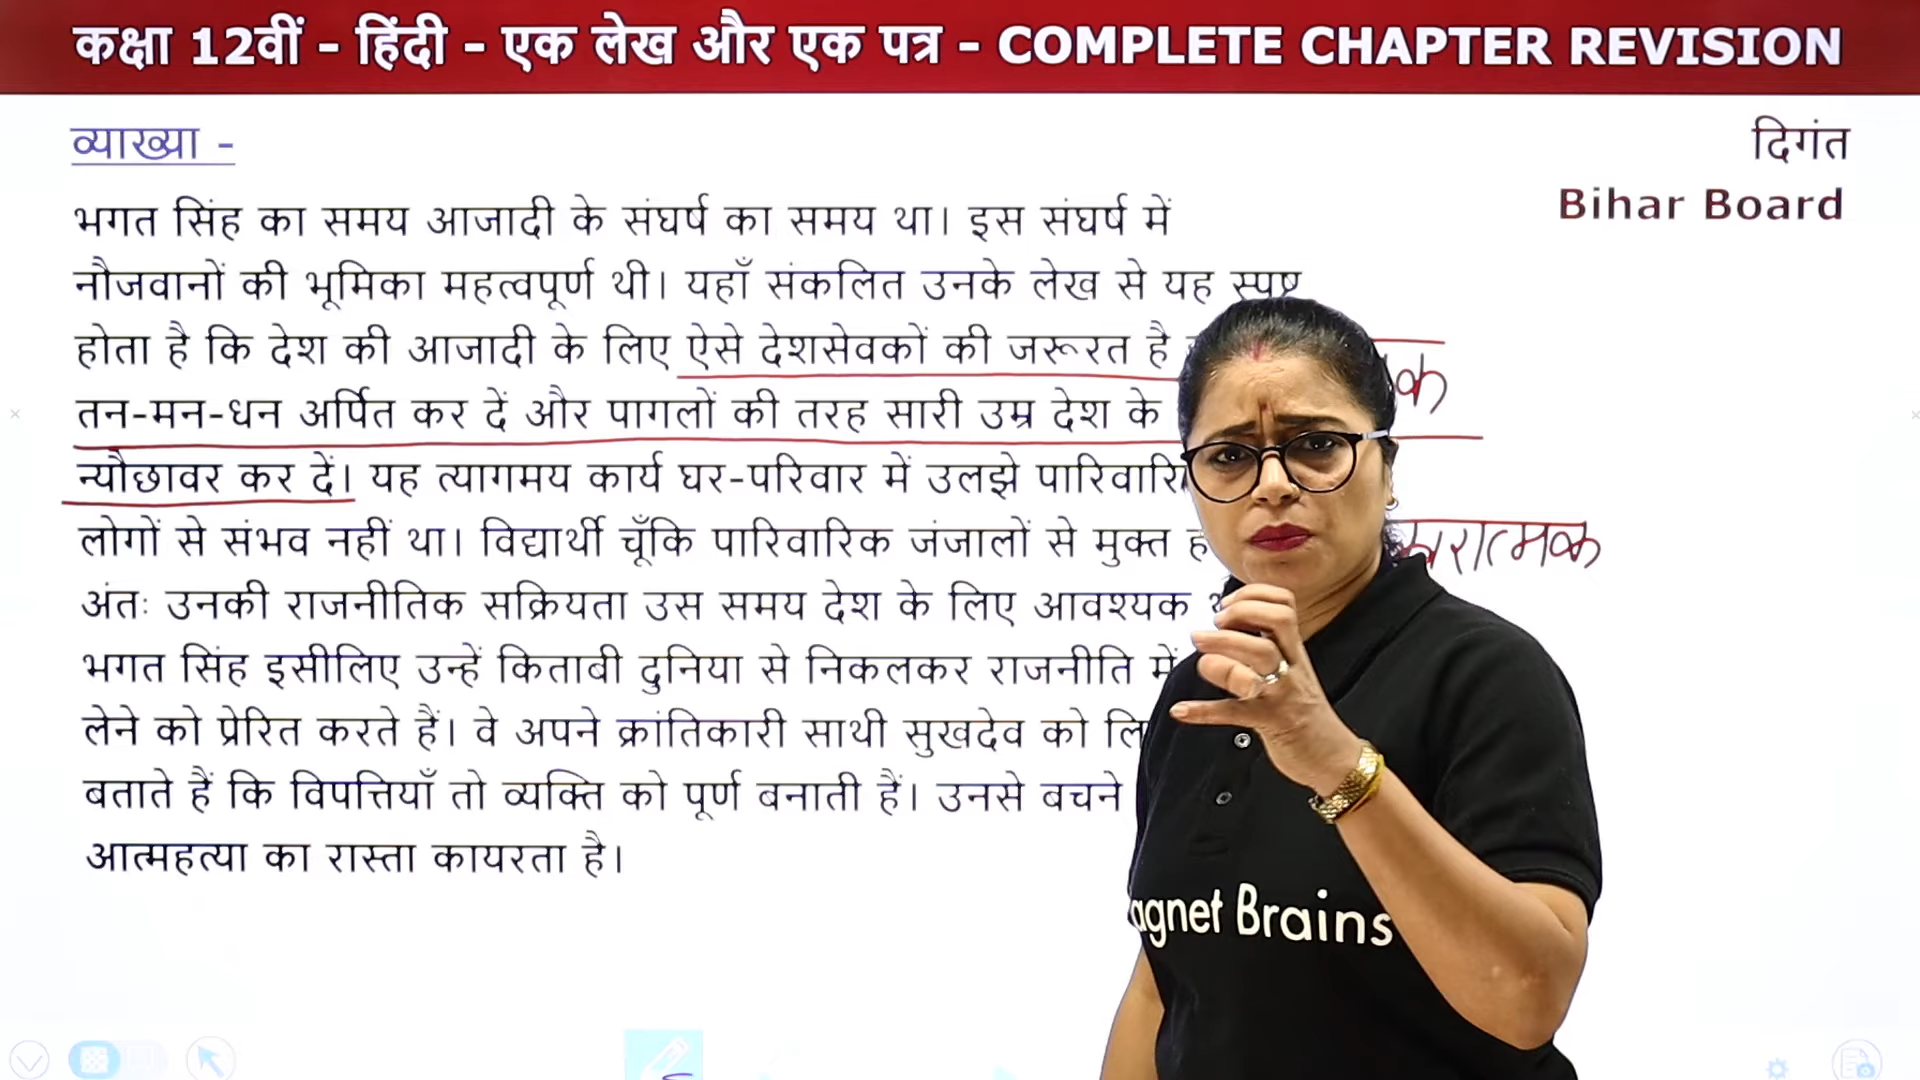 कक्षा 12वीं - हिंदी - एक लेख और एक पत्र - COMPLETE CHAPTER REVISION
व्याख्या -
दिगंत
Bihar Board
भगत सिंह का समय आजादी के संघर्ष का समय था। इस संघर्ष में
नौजवानों की भूमिका महत्वपूर्ण थी। यहाँ संकलित उनके लेख से यह स्पष्ट
होता है कि देश की आजादी के लिए ऐसे देशसेवकों की जरूरत है
तन-मन-धन अर्पित कर दें और पागलों की तरह सारी उम्र देश के
न्यौछावर कर दें। यह त्यागमय कार्य घर-परिवार में उलझे
लोगों से संभव नहीं था। विद्यार्थी चूँकि पारिवारिक जंजालों से मुक्त
अंतः उनकी राजनीतिक सक्रियता उस समय देश के लिए आवश्यक
भगत सिंह इसीलिए उन्हें किताबी दुनिया से निकलकर राजनीति में
लेने को प्रेरित करते हैं। वे अपने क्रांतिकारी साथी सुखदेव को
बताते हैं कि विपत्तियाँ तो व्यक्ति को पूर्ण बनाती हैं। उनसे बचने
आत्महत्या का रास्ता कायरता है।
agnet Brains